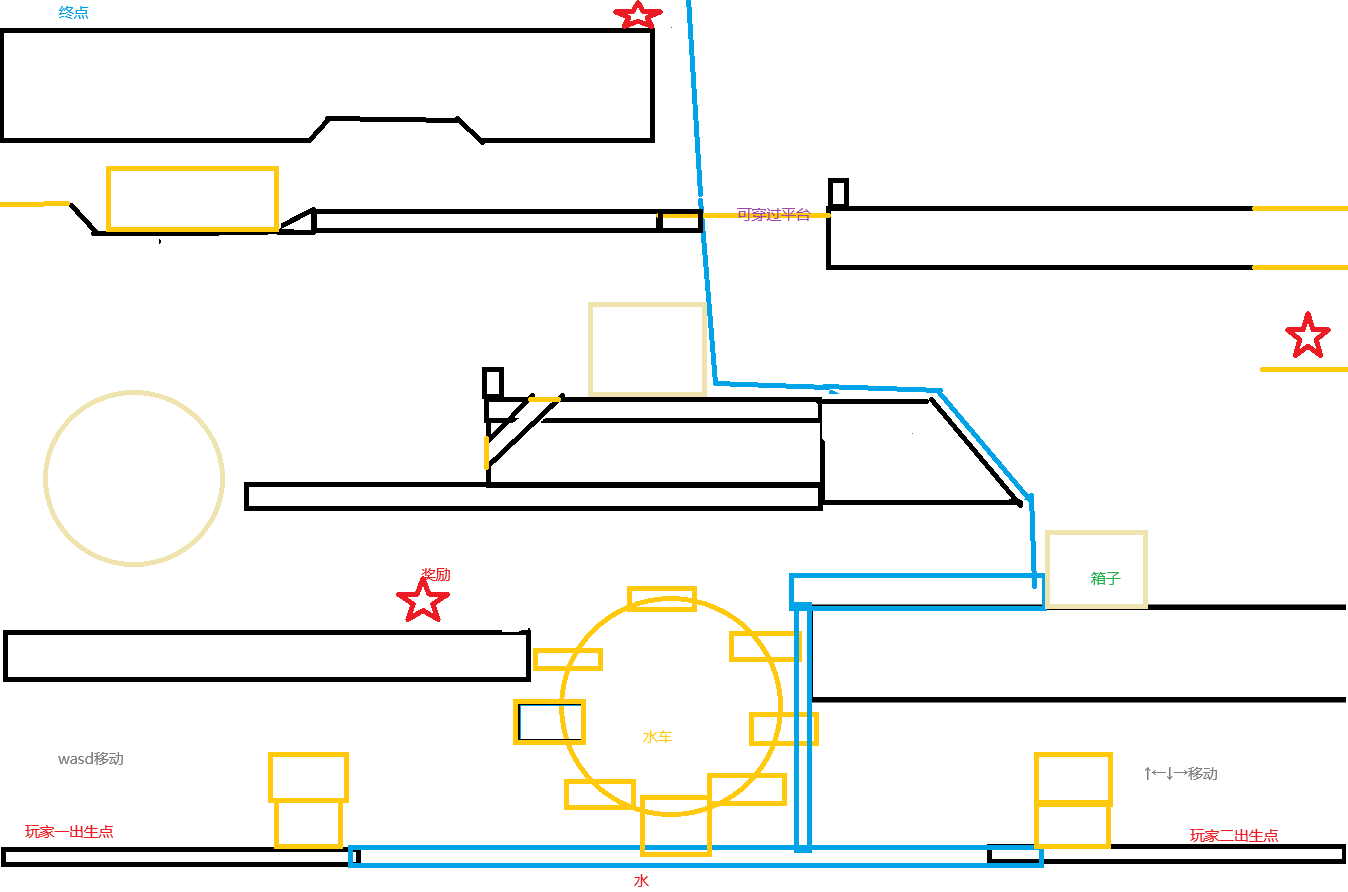 终点
可穿过平台
奖励
箱子
水车
wasd移动
↑←↓→移动
玩家一出生点
玩家二出生点
水